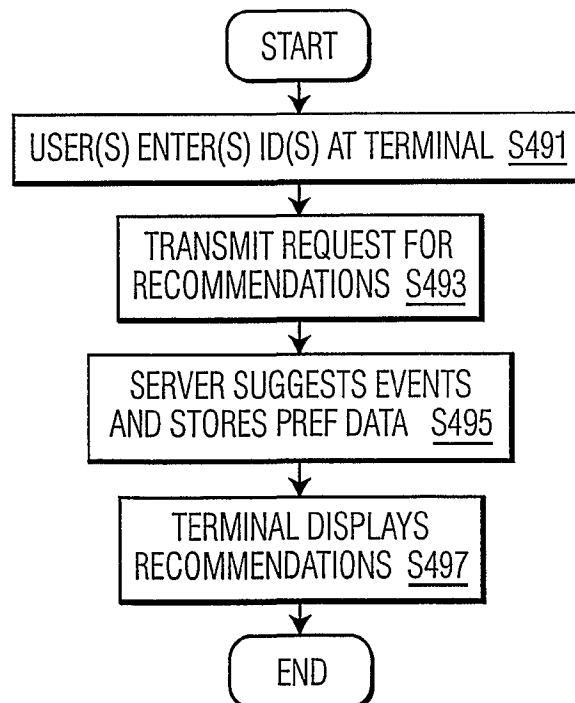 START
USER(S) ENTER(S) ID(S) AT TERMINAL S491
TRANSMIT REQUEST FOR
RECOMMENDATIONS S493
SERVER SUGGESTS EVENTS
AND STORES PREF DATA S495
TERMINAL DISPLAYS
RECOMMENDATIONS S497
END